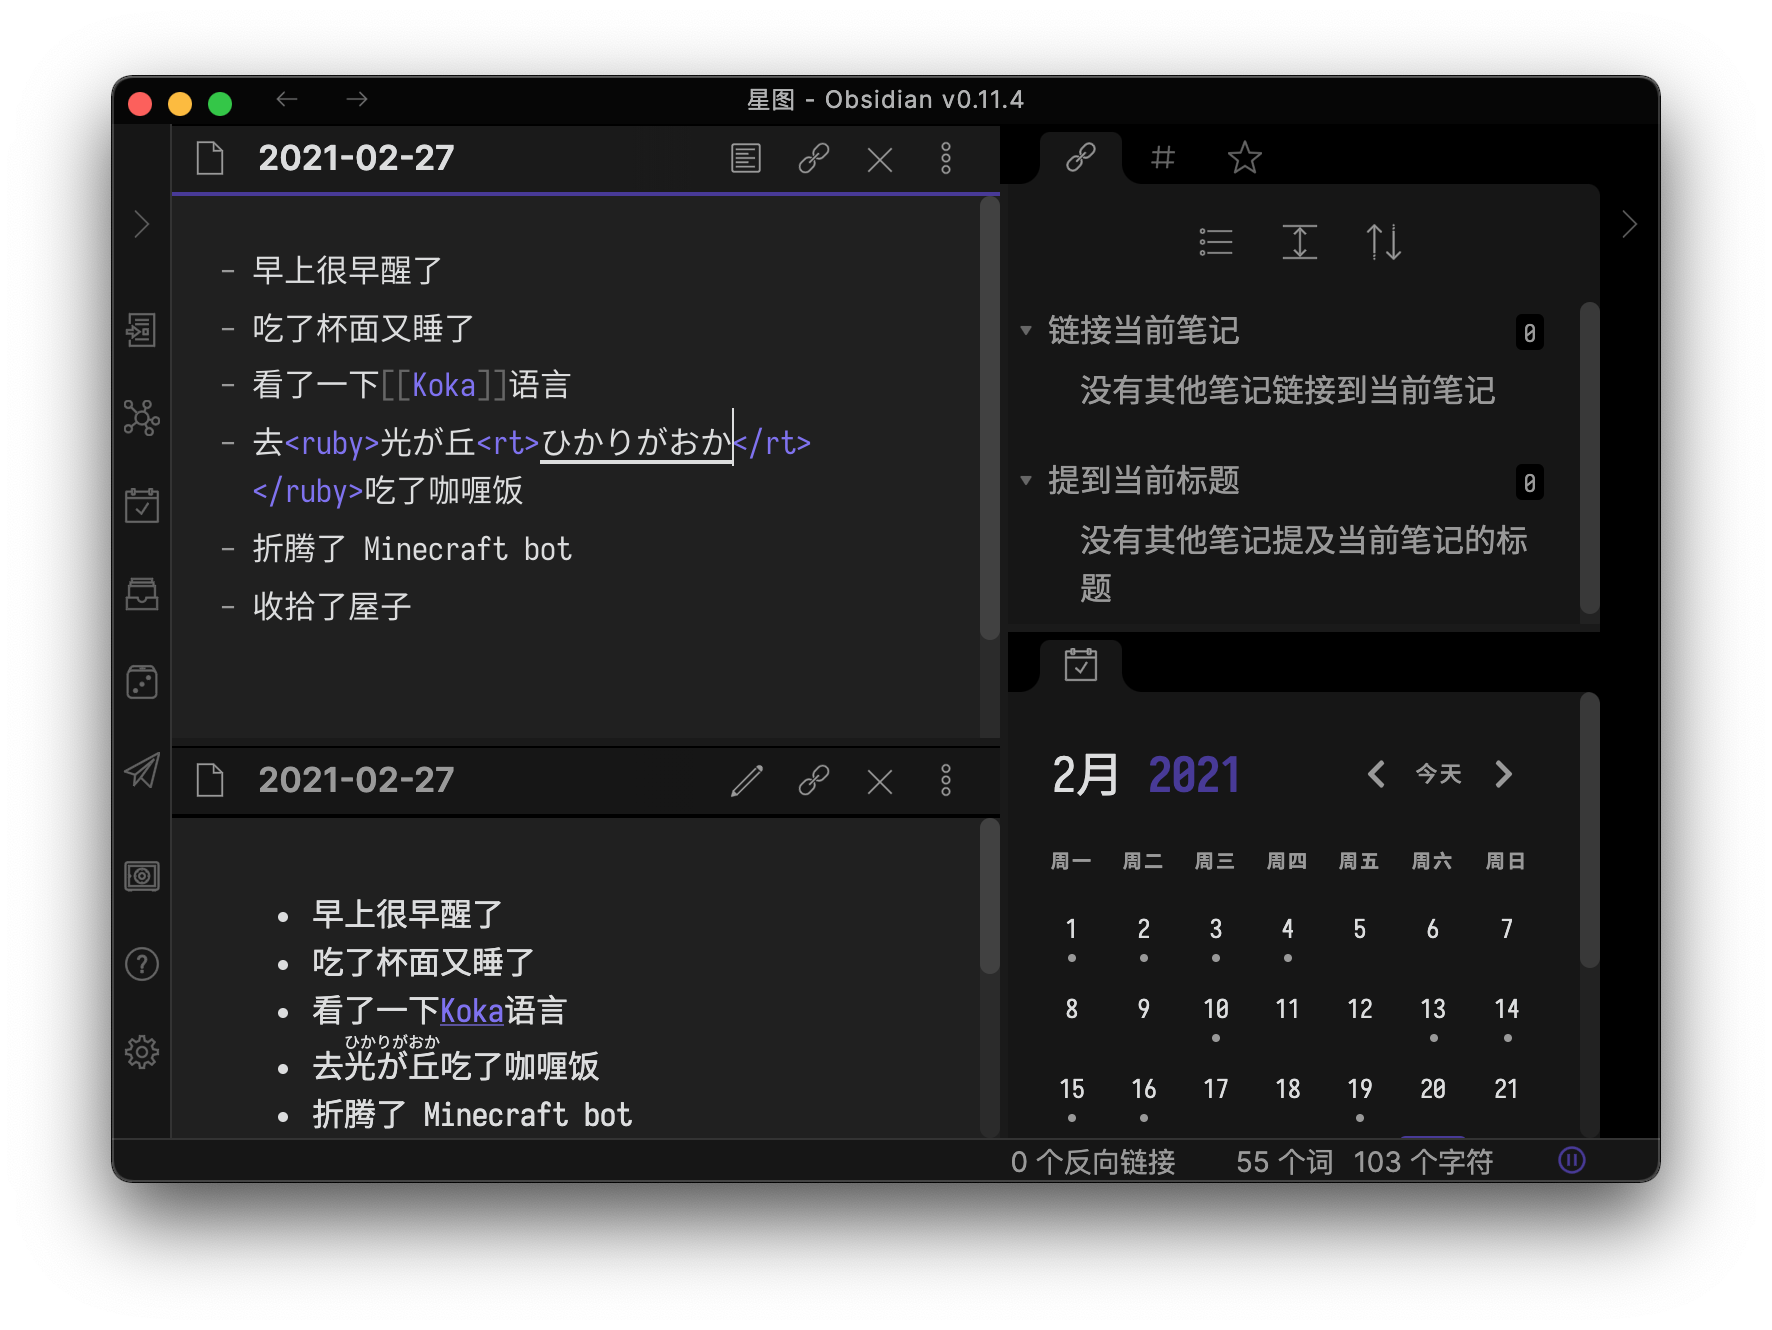 星图 - Obsidian v0.11.4
2021-02-27
- 早上很早醒了
- 吃了杯面又睡了
- 看了一下[[Koka]]语言
- 去<ruby>光が丘<rt>ひかりがおか</rt>
</ruby>吃了咖喱饭
- 折腾了 Minecraft bot
- 收拾了屋子
2021-02-27
• 早上很早醒了
• 吃了杯面又睡了
• 看了一下Koka语言
ひかりがおか
• 去光が丘吃了咖喱饭
• 折腾了 Minecraft bot
链接当前笔记 0
没有其他笔记链接到当前笔记
提到当前标题 0
没有其他笔记提及当前笔记的标
题
2月 2021 今天
周一 周二 周三 周四 周五 周六 周日
1 2 3 4 5 6 7
8 9 10 11 12 13 14
15 16 17 18 19 20 21
0 个反向链接 55 个词 103 个字符